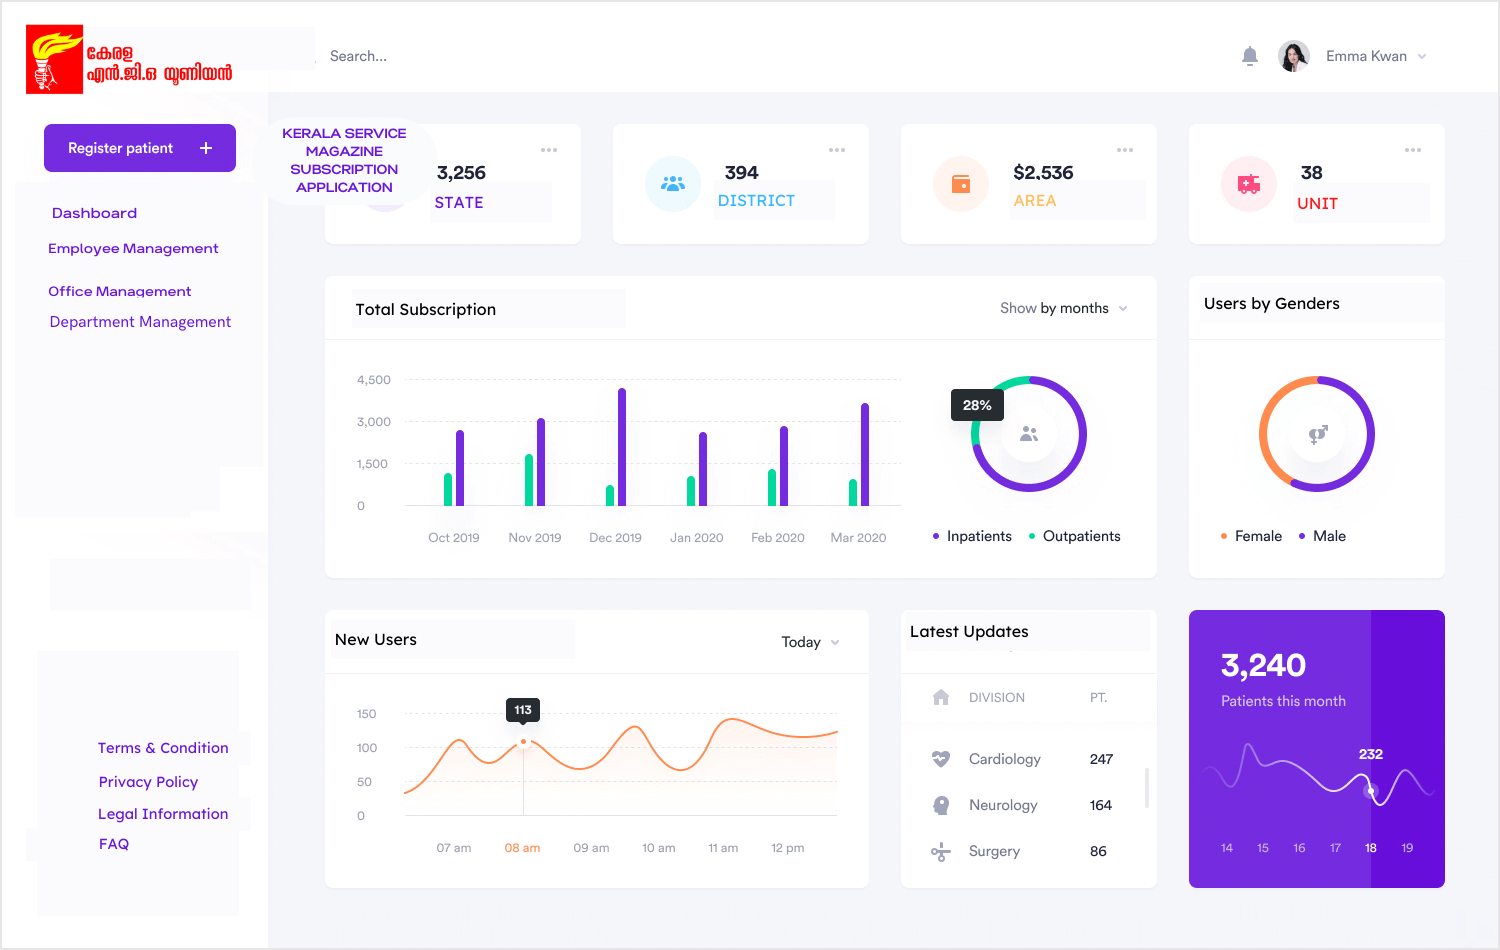 കേരള
എൻ.ജി.ഒ യൂണിയൻ
Search...
Emma Kwan
Register patient +
KERALA SERVICE
MAGAZINE
SUBSCRIPTION
APPLICATION
3,256
STATE
394
DISTRICT
$2,536
AREA
38
UNIT
Dashboard
Employee Management
Office Management
Department Management
Total Subscription
Show by months
4,500
3,000
1,500
0
Oct 2019 Nov 2019 Dec 2019 Jan 2020 Feb 2020 Mar 2020
28%
Inpatients Outpatients
Users by Genders
Female Male
New Users
Today
150
113
100
50
0
07 am 08 am 09 am 10 am 11 am 12 pm
Latest Updates
DIVISION PT.
Cardiology 247
Neurology 164
Surgery 86
3,240
Patients this month
232
14 15 16 17 18 19
Terms & Condition
Privacy Policy
Legal Information
FAQ